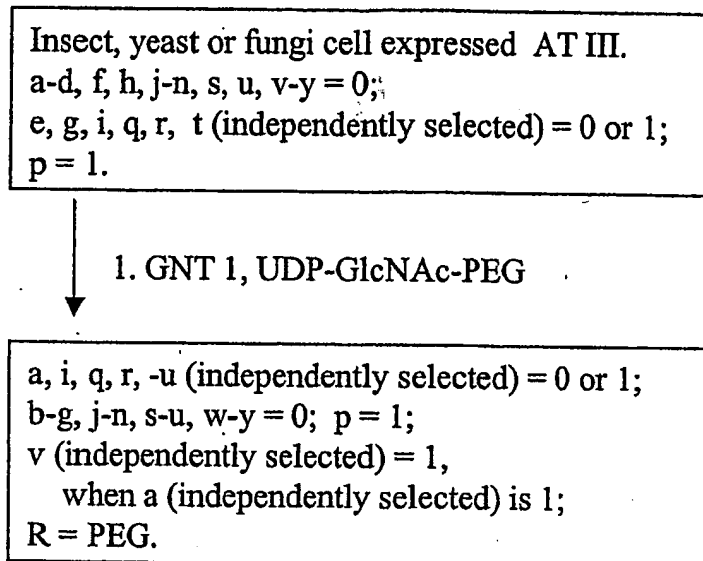 Insect, yeast or fungi cell expressed AT III.
a-d, f, h, j-n, s, u, v-y = 0;
e, g, i, q, r, t (independently selected) = 0 or 1;
p = 1.
1. GNT 1, UDP-GlcNAc-PEG
a, i, q, r, -u (independently selected) = 0 or 1;
b-g, j-n, s-u, w-y = 0; p = 1;
v (independently selected) = 1,
when a (independently selected) is 1;
R = PEG.